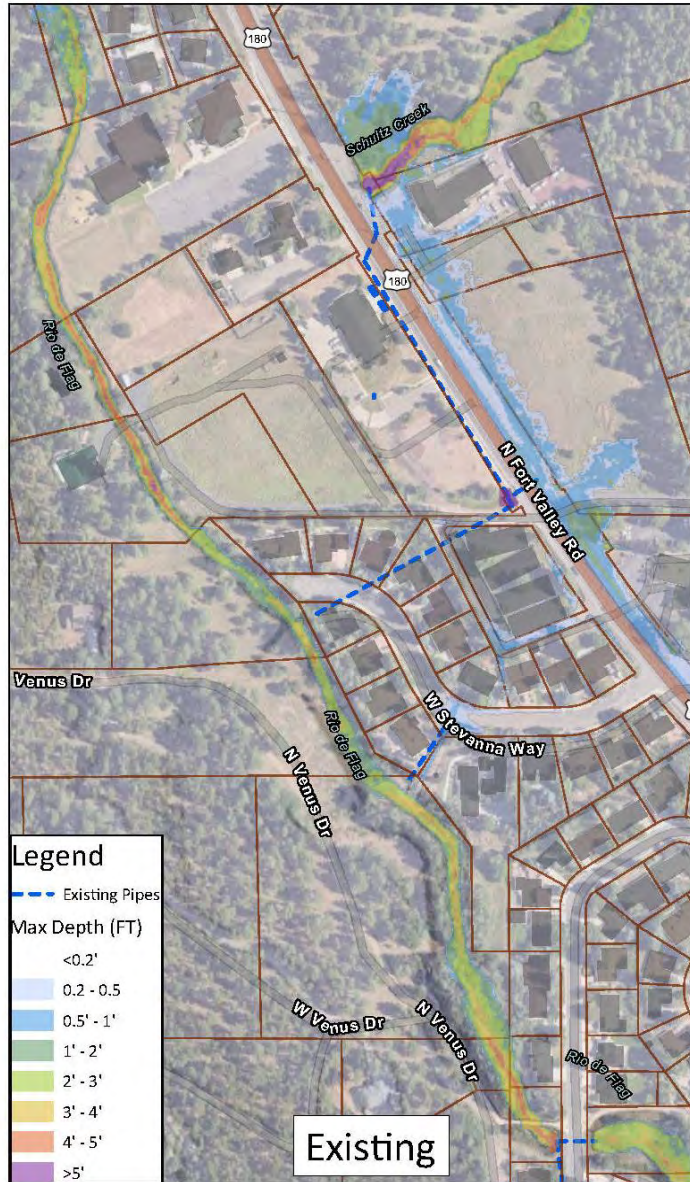 180
Schultz Creek
180
Rio de Flag
N Fort Valley Rd
Venus Dr
W Stevanna Way
Rio de Flag
N Venus Dr
Legend
Existing Pipes
Max Depth (FT)
<0.2'
0.2 - 0.5
0.5' - 1'
1' - 2'
2' - 3'
3' - 4'
4' - 5'
>5'
W Venus Dr
N Venus Dr
Rio de Flag
Existing